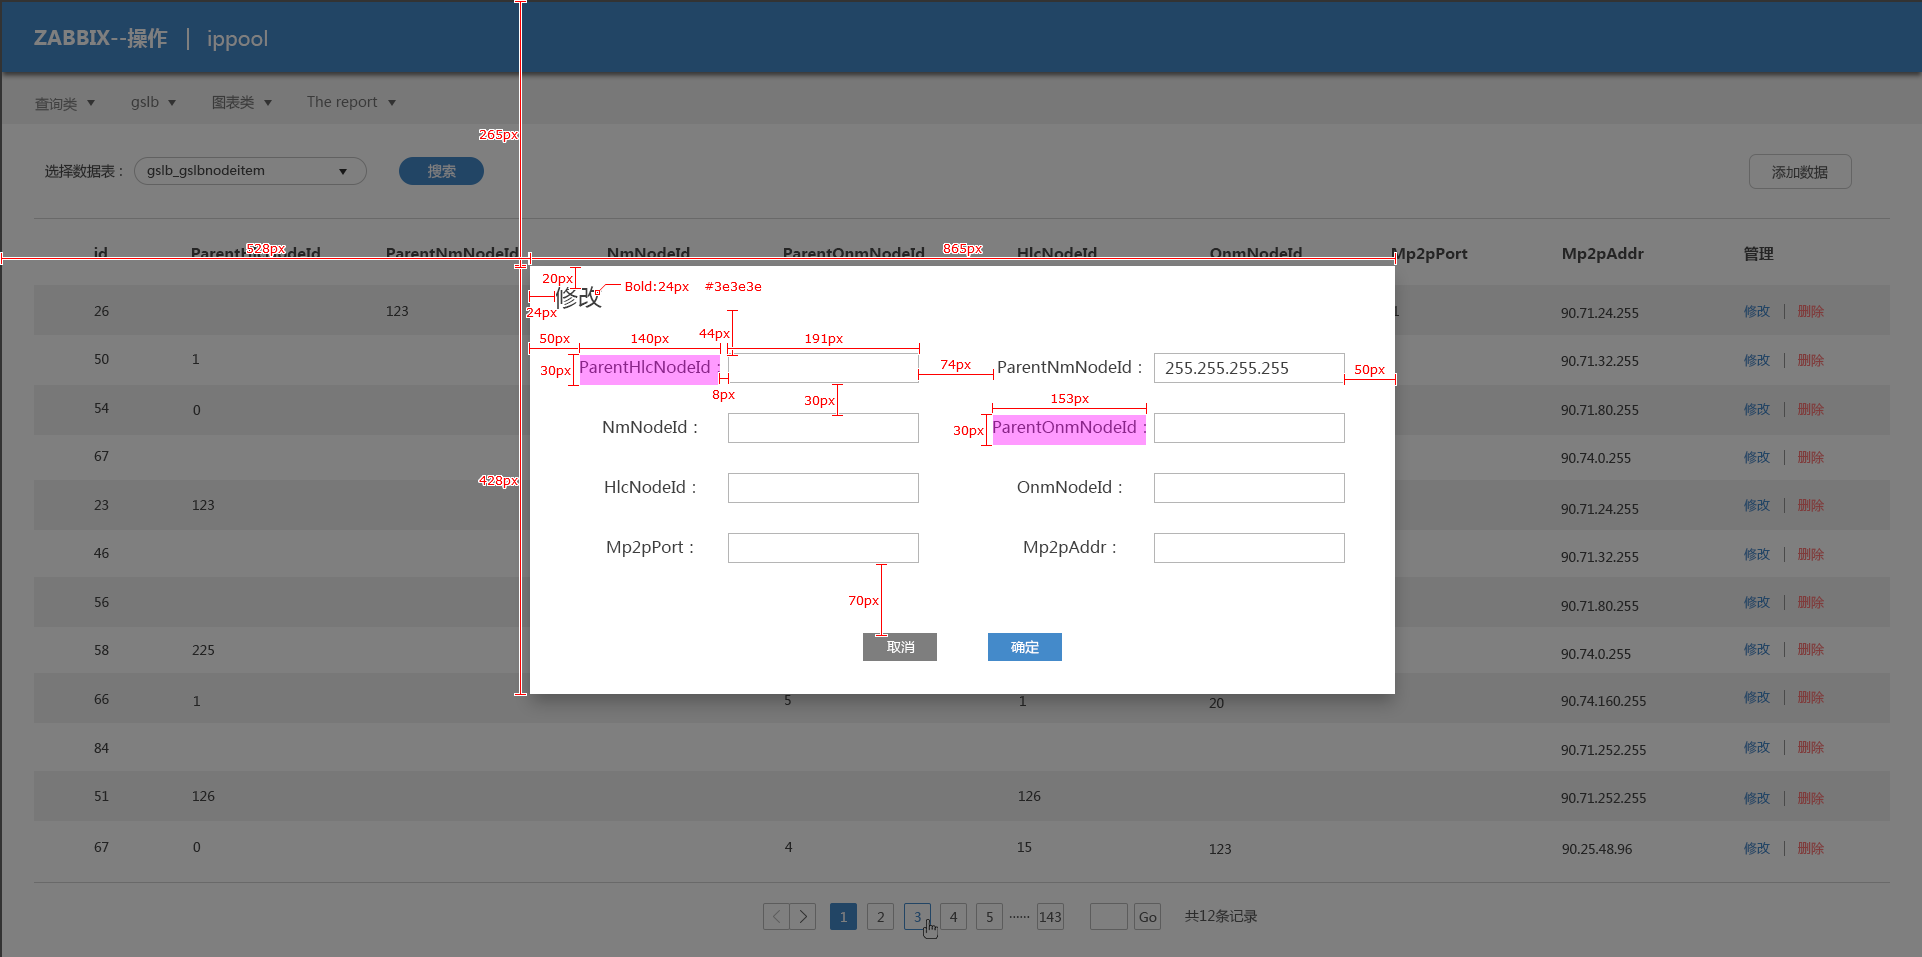 ZABBIX--操作 | ippool
查询类 ▼ gslb ▼ 图表类 ▼ The report ▼
265px
选择数据表： gslb_gslbnodeitem ▼ 搜索 添加数据
528px 865px
id ParentHlcNodeId ParentNmNodeId NmNodeId ParentOnmNodeId HlcNodeId OnmNodeId Mp2pPort Mp2pAddr 管理
20px
修改 Bold:24px #3e3e3e
24px
26 123 1 90.71.24.255 修改 | 删除
50px 140px 44px 191px
50 1 90.71.32.255 修改 | 删除
30px ParentHlcNodeId： 74px ParentNmNodeId： 255.255.255.255 50px
8px 30px 153px
54 0 90.71.80.255 修改 | 删除
NmNodeId： 30px ParentOnmNodeId：
67 90.74.0.255 修改 | 删除
428px
HlcNodeId： OnmNodeId：
23 123 90.71.24.255 修改 | 删除
Mp2pPort： Mp2pAddr：
46 90.71.32.255 修改 | 删除
70px
56 90.71.80.255 修改 | 删除
取消 确定
58 225 90.74.0.255 修改 | 删除
66 1 5 1 20 90.74.160.255 修改 | 删除
84 90.71.252.255 修改 | 删除
51 126 126 90.71.252.255 修改 | 删除
67 0 4 15 123 90.25.48.96 修改 | 删除
< > 1 2 3 4 5 ······ 143 Go 共12条记录